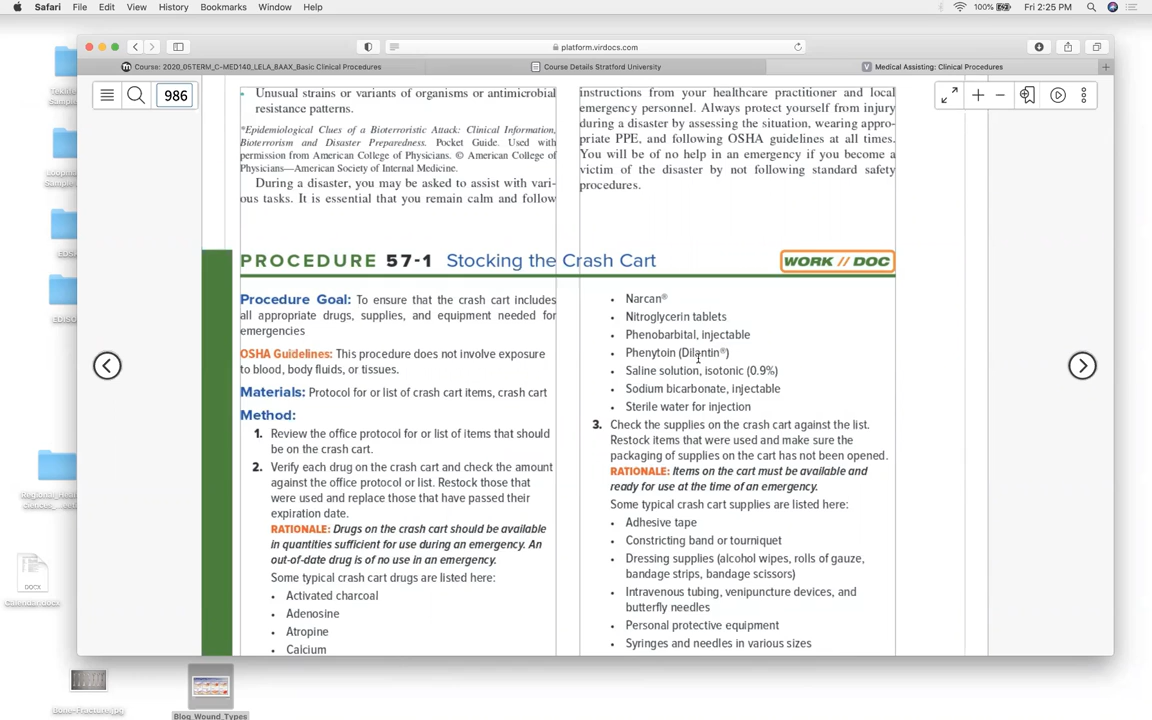 Safari File Edit View History Bookmarks Window Help
100% Fri 2:25 PM
platform.virdocs.com
Course: 2020_05TERM_C-MED140_LELA_BAAX_Basic Clinical Procedures
Course Details Stratford University
Medical Assisting: Clinical Procedures
986
• Unusual strains or variants of organisms or antimicrobial
resistance patterns.
*Epidemiological Clues of a Bioterroristic Attack: Clinical Information,
Bioterrorism and Disaster Preparedness. Pocket Guide. Used with
permission from American College of Physicians. © American College of
Physicians—American Society of Internal Medicine.
During a disaster, you may be asked to assist with vari-
ous tasks. It is essential that you remain calm and follow
instructions from your healthcare practitioner and local
emergency personnel. Always protect yourself from injury
during a disaster by assessing the situation, wearing appro-
priate PPE, and following OSHA guidelines at all times.
You will be of no help in an emergency if you become a
victim of the disaster by not following standard safety
procedures.
PROCEDURE 57-1 Stocking the Crash Cart
WORK // DOC
Procedure Goal: To ensure that the crash cart includes
all appropriate drugs, supplies, and equipment needed for
emergencies
OSHA Guidelines: This procedure does not involve exposure
to blood, body fluids, or tissues.
Materials: Protocol for or list of crash cart items, crash cart
Method:
1. Review the office protocol for or list of items that should
be on the crash cart.
2. Verify each drug on the crash cart and check the amount
against the office protocol or list. Restock those that
were used and replace those that have passed their
expiration date.
RATIONALE: Drugs on the crash cart should be available
in quantities sufficient for use during an emergency. An
out-of-date drug is of no use in an emergency.
Some typical crash cart drugs are listed here:
• Activated charcoal
• Adenosine
• Atropine
• Calcium
• Narcan®
• Nitroglycerin tablets
• Phenobarbital, injectable
• Phenytoin (Dilantin®)
• Saline solution, isotonic (0.9%)
• Sodium bicarbonate, injectable
• Sterile water for injection
3. Check the supplies on the crash cart against the list.
Restock items that were used and make sure the
packaging of supplies on the cart has not been opened.
RATIONALE: Items on the cart must be available and
ready for use at the time of an emergency.
Some typical crash cart supplies are listed here:
• Adhesive tape
• Constricting band or tourniquet
• Dressing supplies (alcohol wipes, rolls of gauze,
bandage strips, bandage scissors)
• Intravenous tubing, venipuncture devices, and
butterfly needles
• Personal protective equipment
• Syringes and needles in various sizes
DOCX
Calendar.docx
Bone-Fracture.jpg
Blog_Wound_Types